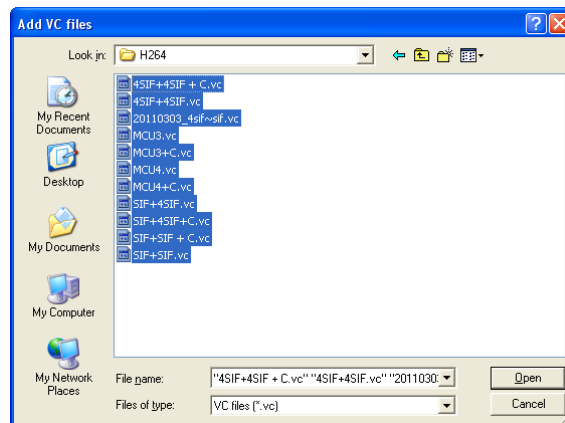 Add VC files
Look in: H264
My Recent
Documents
Desktop
My Documents
My Computer
My Network
Places
4SIF+4SIF + C.vc
4SIF+4SIF.vc
20110303_4sif~sif.vc
MCU3.vc
MCU3+C.vc
MCU4.vc
MCU4+C.vc
SIF+4SIF.vc
SIF+4SIF+C.vc
SIF+SIF + C.vc
SIF+SIF.vc
File name: "4SIF+4SIF + C.vc" "4SIF+4SIF.vc" "2011030: Open
Files of type: VC files (*.vc) Cancel